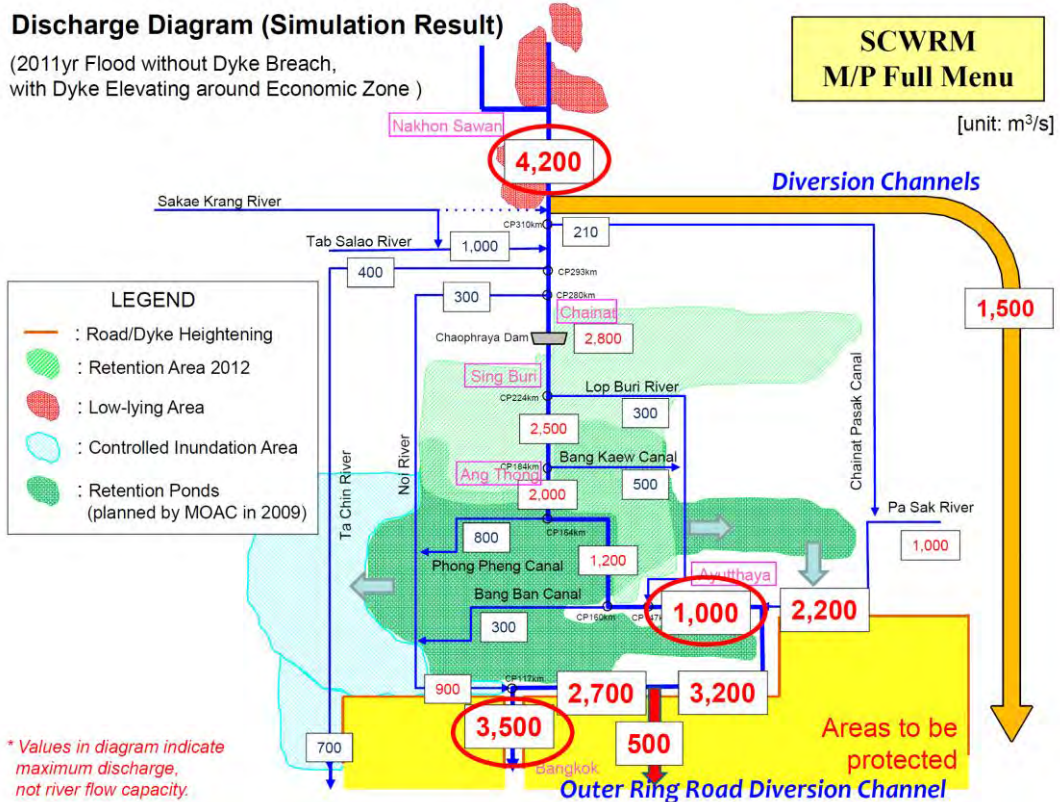 Discharge Diagram (Simulation Result)
(2011yr Flood without Dyke Breach,
with Dyke Elevating around Economic Zone )
SCWRM
M/P Full Menu
[unit: m³/s]
Nakhon Sawan
4,200
Diversion Channels
Sakae Krang River
CP310km
210
Tab Salao River
1,000
400
CP293km
300
CP280km
1,500
LEGEND
: Road/Dyke Heightening
: Retention Area 2012
: Low-lying Area
: Controlled Inundation Area
: Retention Ponds
(planned by MOAC in 2009)
Chainat
Chaophraya Dam
2,800
Sing Buri
CP224km
Lop Buri River
300
2,500
Bang Kaew Canal
CP184km
Ang Thong
500
2,000
Ta Chin River
Noi River
Chainat Pasak Canal
CP164km
800
Phong Pheng Canal
1,200
Pa Sak River
1,000
Bang Ban Canal
Ayutthaya
300
CP160km
1,000
2,200
900
CP117km
2,700
3,200
3,500
500
700
Bangkok
Areas to be
protected
Outer Ring Road Diversion Channel
* Values in diagram indicate
maximum discharge,
not river flow capacity.